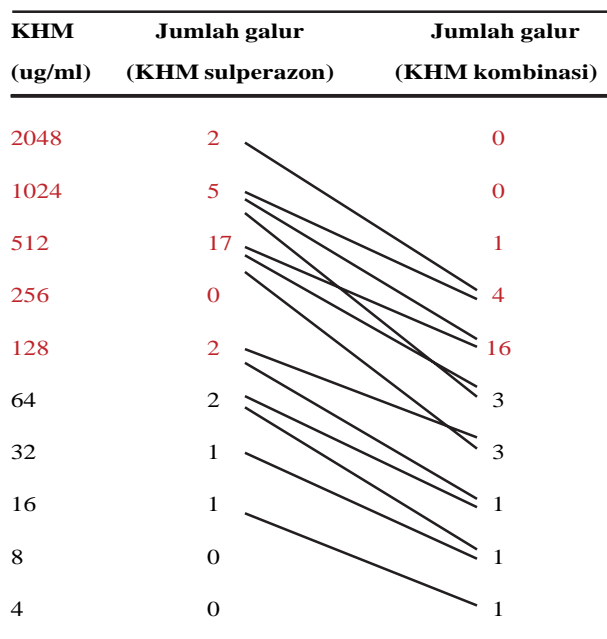 KHM Jumlah galur Jumlah galur
(ug/ml) (KHM sulperazon) (KHM kombinasi)
2048 2 0
1024 5 0
512 17 1
256 0 4
128 2 16
64 2 3
32 1 3
16 1 1
8 0 1
4 0 1